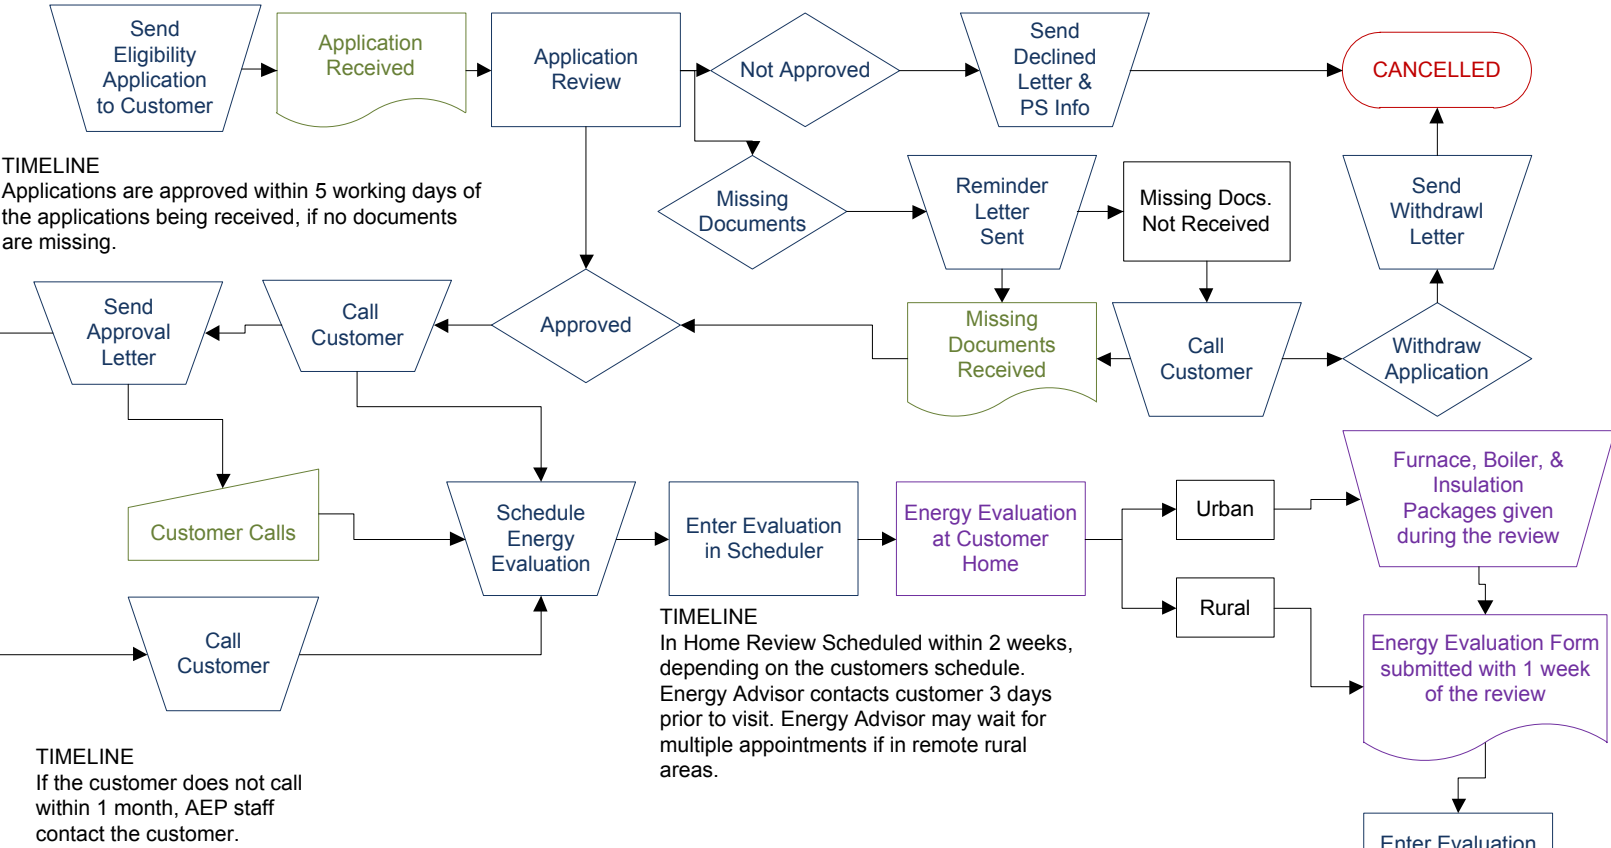 Send
Eligibility
Application
to Customer
Application
Received
Application
Review
Not Approved
Send
Declined
Letter &
PS Info
CANCELLED
TIMELINE
Applications are approved within 5 working days of
the applications being received, if no documents
are missing.
Missing
Documents
Reminder
Letter
Sent
Missing Docs.
Not Received
Send
Withdrawl
Letter
Send
Approval
Letter
Call
Customer
Approved
Missing
Documents
Received
Call
Customer
Withdraw
Application
Customer Calls
Schedule
Energy
Evaluation
Enter Evaluation
in Scheduler
Energy Evaluation
at Customer
Home
Urban
Rural
Furnace, Boiler, &
Insulation
Packages given
during the review
Call
Customer
TIMELINE
In Home Review Scheduled within 2 weeks,
depending on the customers schedule.
Energy Advisor contacts customer 3 days
prior to visit. Energy Advisor may wait for
multiple appointments if in remote rural
areas.
Energy Evaluation Form
submitted with 1 week
of the review
TIMELINE
If the customer does not call
within 1 month, AEP staff
contact the customer.
Enter Evaluation